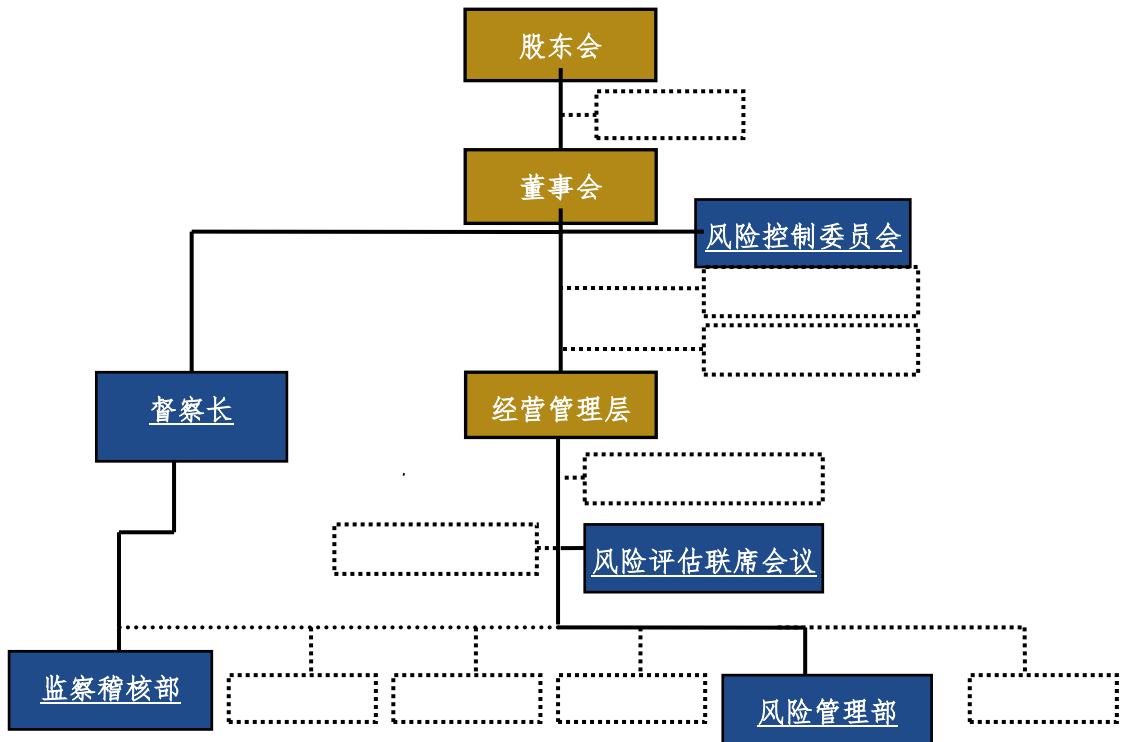 股东会
董事会
风险控制委员会
督察长
经营管理层
风险评估联席会议
监察稽核部
风险管理部